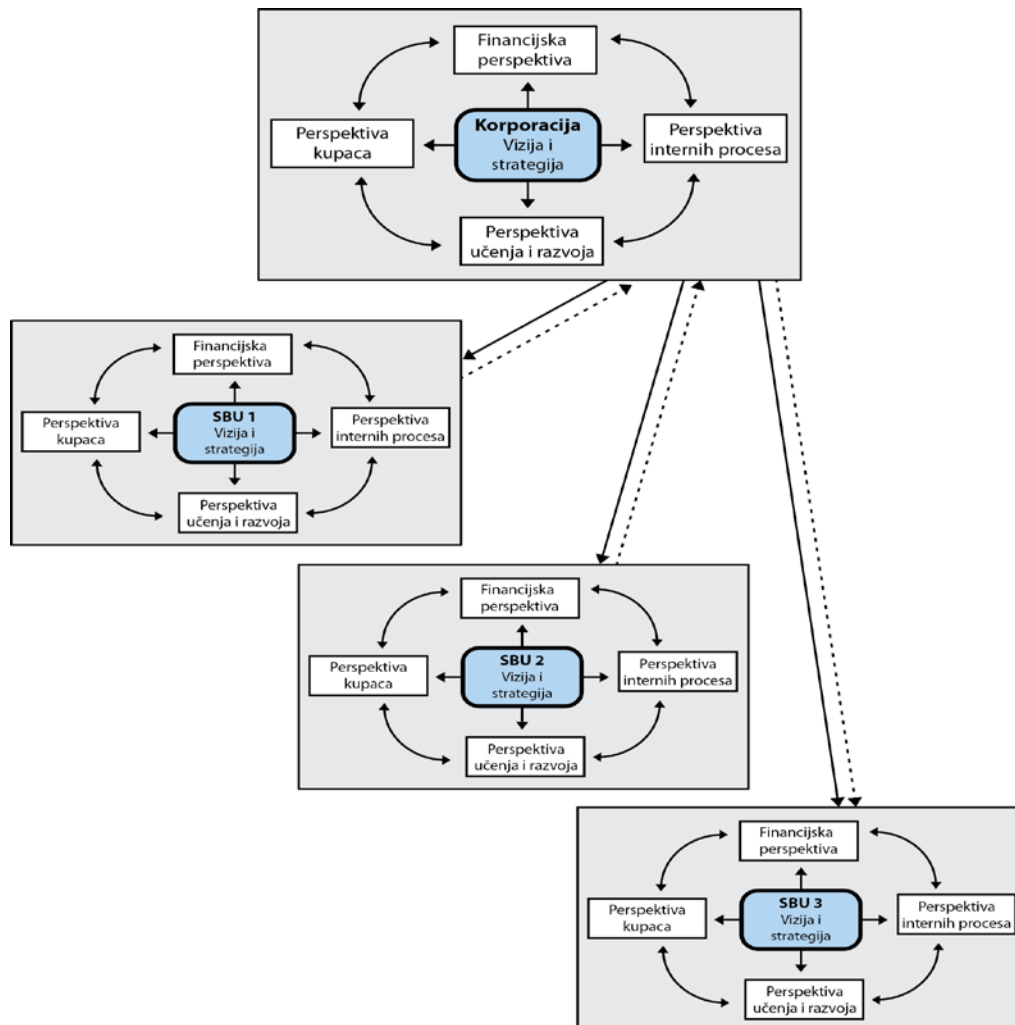 Financijska
perspektiva
Perspektiva
kupaca
Korporacija
Vizija i
strategija
Perspektiva
internih procesa
Perspektiva
učenja i razvoja
Financijska
perspektiva
Perspektiva
kupaca
SBU 1
Vizija i
strategija
Perspektiva
internih procesa
Perspektiva
učenja i razvoja
Financijska
perspektiva
Perspektiva
kupaca
SBU 2
Vizija i
strategija
Perspektiva
internih procesa
Perspektiva
učenja i razvoja
Financijska
perspektiva
Perspektiva
kupaca
SBU 3
Vizija i
strategija
Perspektiva
internih procesa
Perspektiva
učenja i razvoja